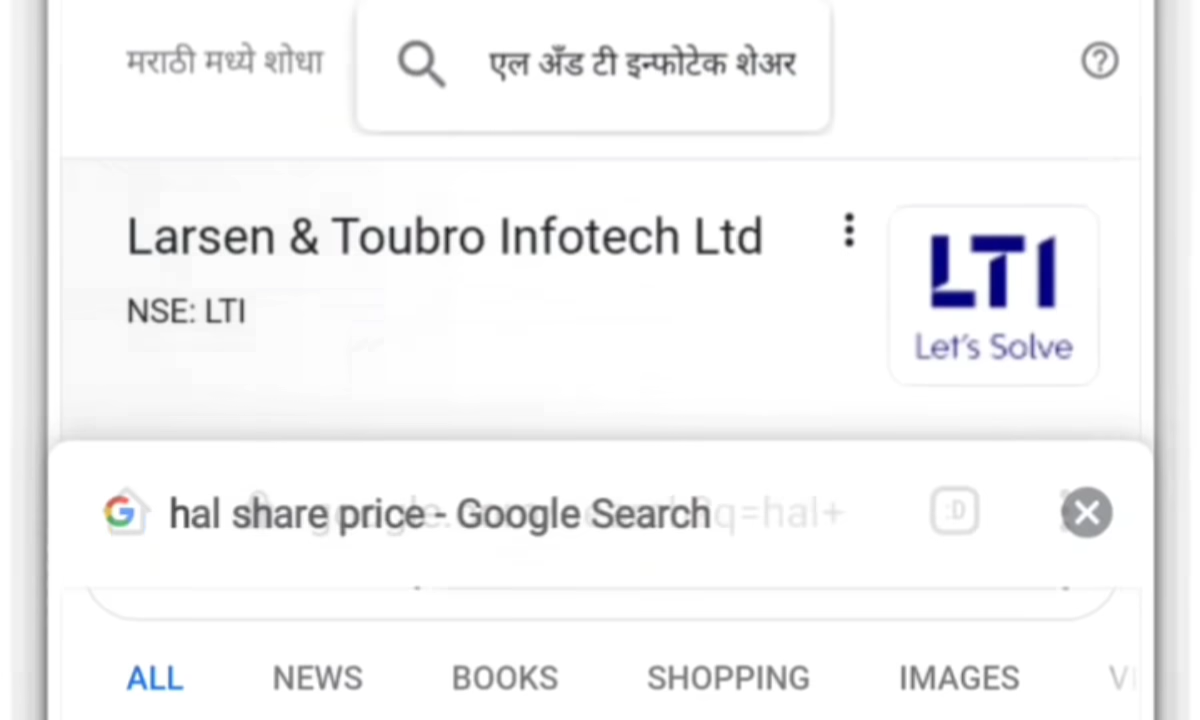 मराठी मध्ये शोधा
एल अँड टी इन्फोटेक शेअर
Larsen & Toubro Infotech Ltd
NSE: LTI
LTI
Let's Solve
hal share price - Google Search
q=hal+
:D
ALL NEWS BOOKS SHOPPING IMAGES